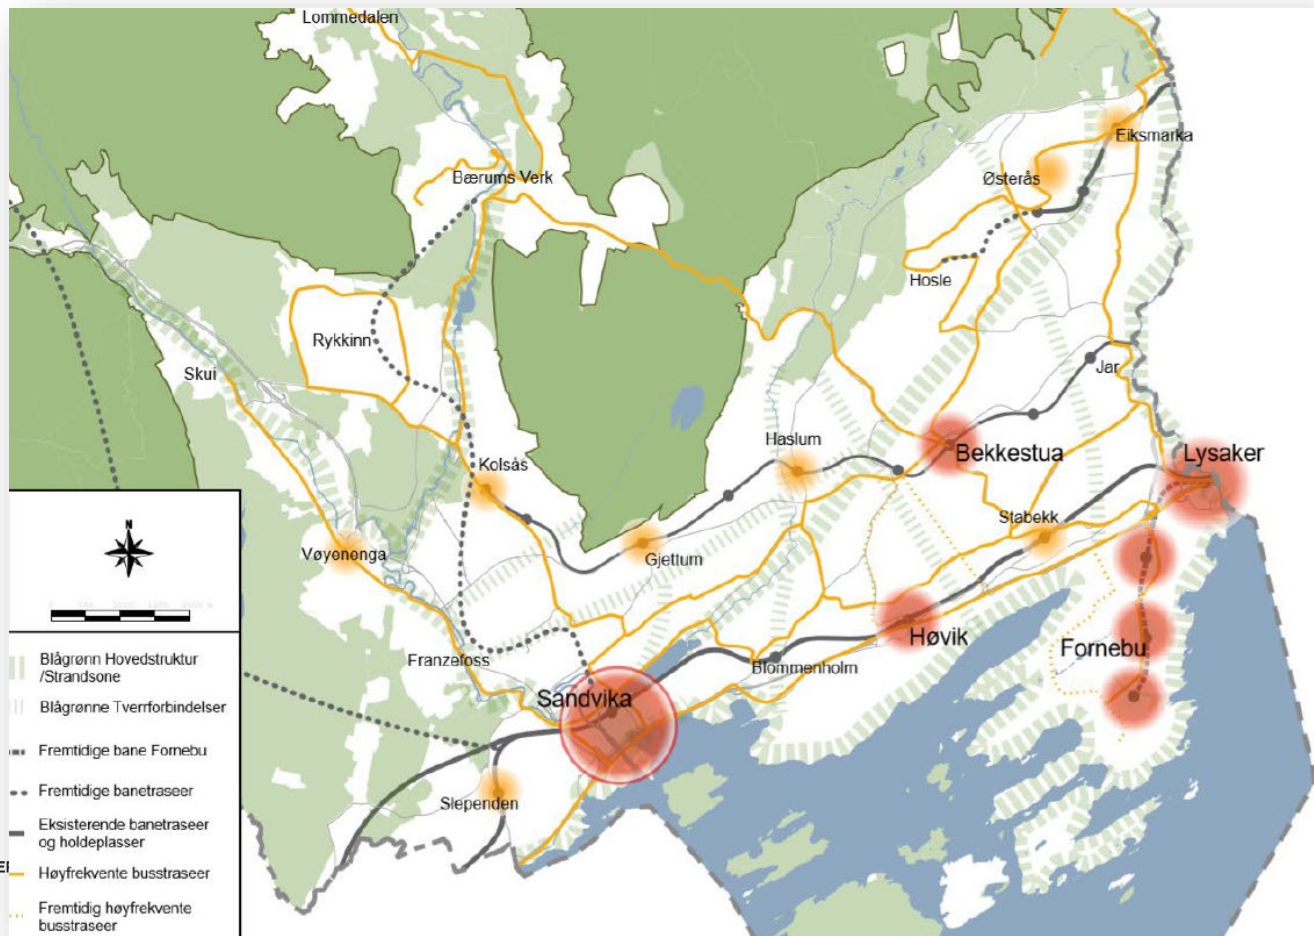 Lommedalen
Eiksmarka
Bærums Verk
Østerås
Hosle
Rykkinn
Skui
Jar
Haslum
Bekkestua
Lysaker
Kolsås
Stabekk
N
Vøyenenga
Gjettum
Høvik
Fornebu
Franzefoss
Blommenholm
Sandvika
Slependen
Blågrønn Hovedstruktur
/Strandsone
Blågrønne Tverrforbindelser
Fremtidige bane Fornebu
Fremtidige banetraseer
Eksisterende banetraseer
og holdeplasser
Høyfrekvente busstraseer
Fremtidig høyfrekvente
busstraseer